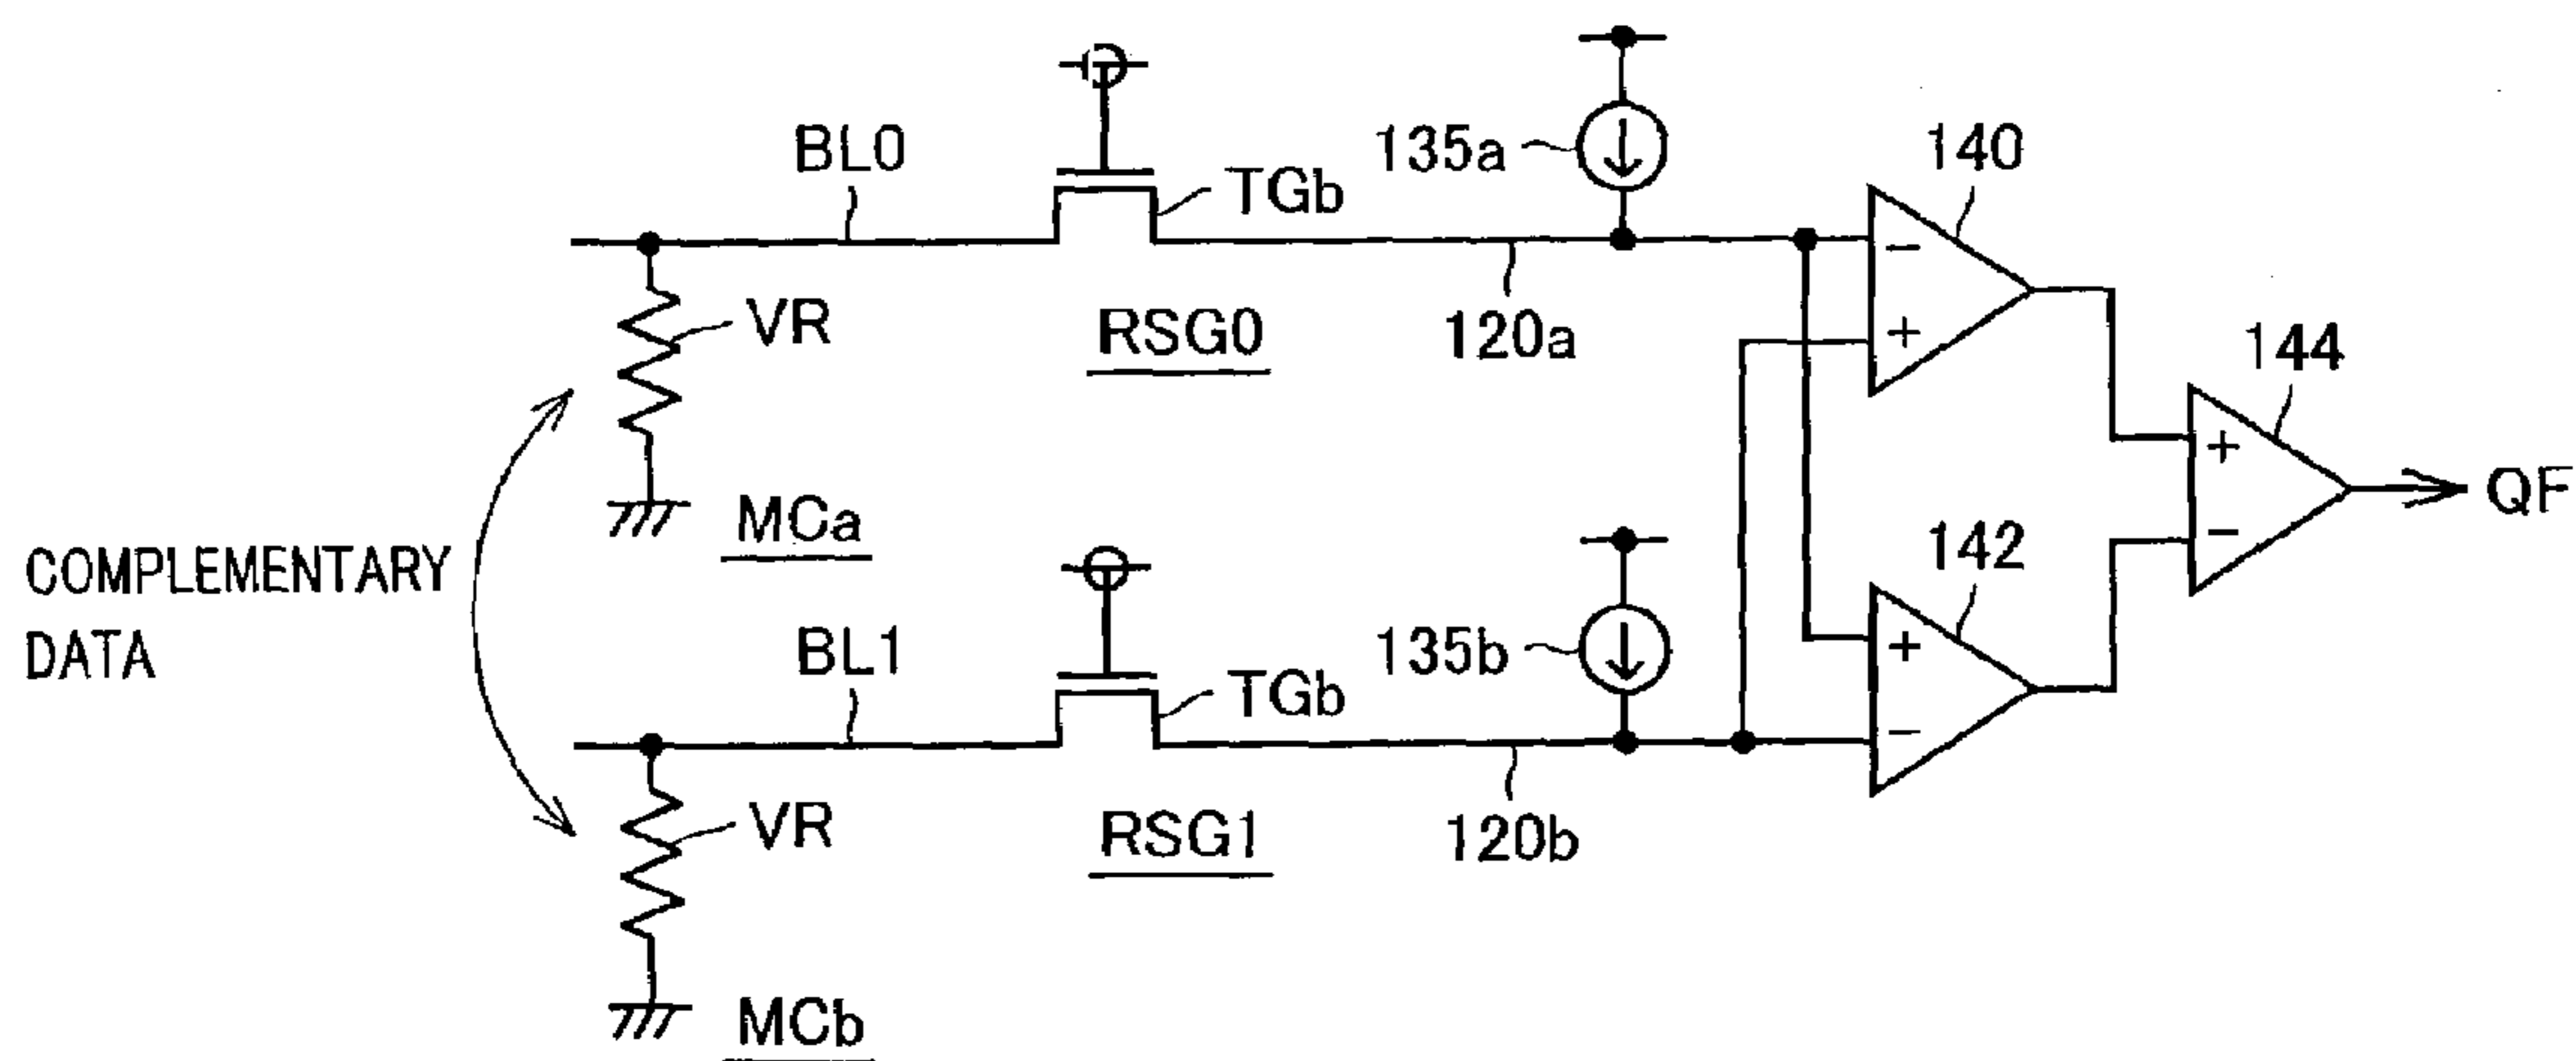 BL0
TGb
135a
140
VR
RSG0
120a
-
+
144
MCa
+
-
QF
COMPLEMENTARY
DATA
BL1
TGb
135b
142
+
-
VR
RSG1
120b
MCb